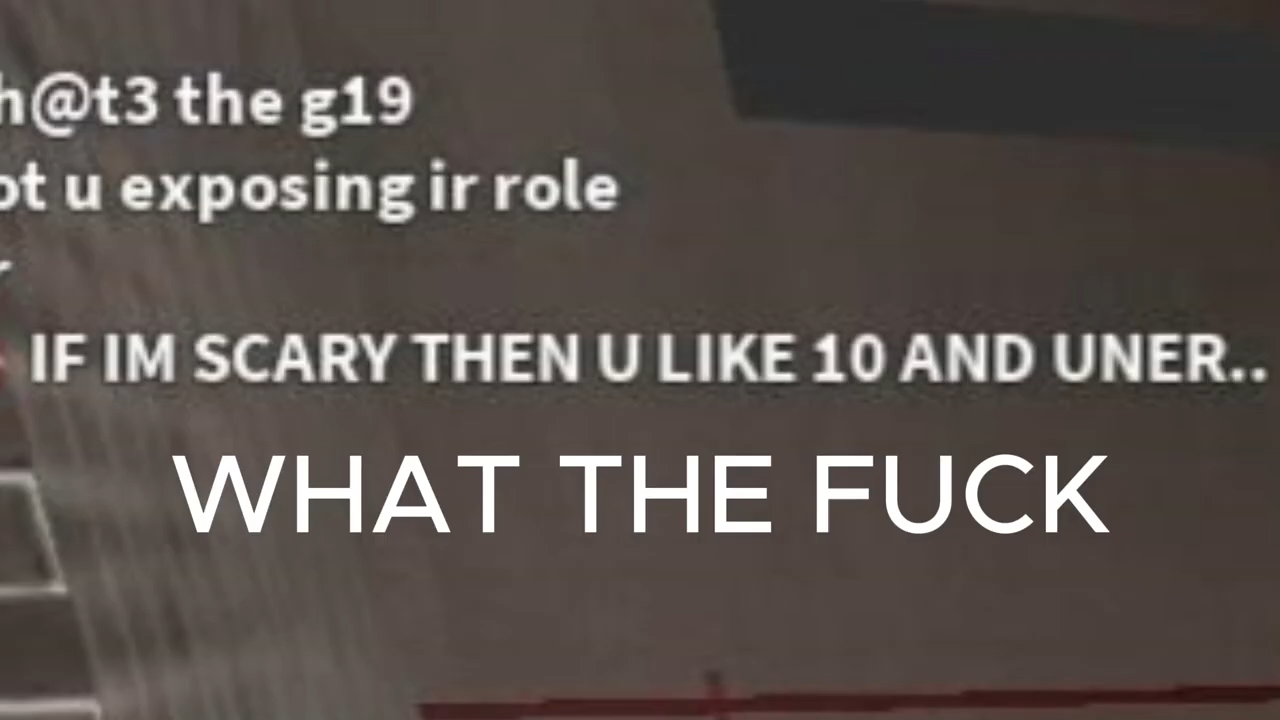 h@t3 the g19
ot u exposing ir role
IF IM SCARY THEN U LIKE 10 AND UNER..
WHAT THE FUCK